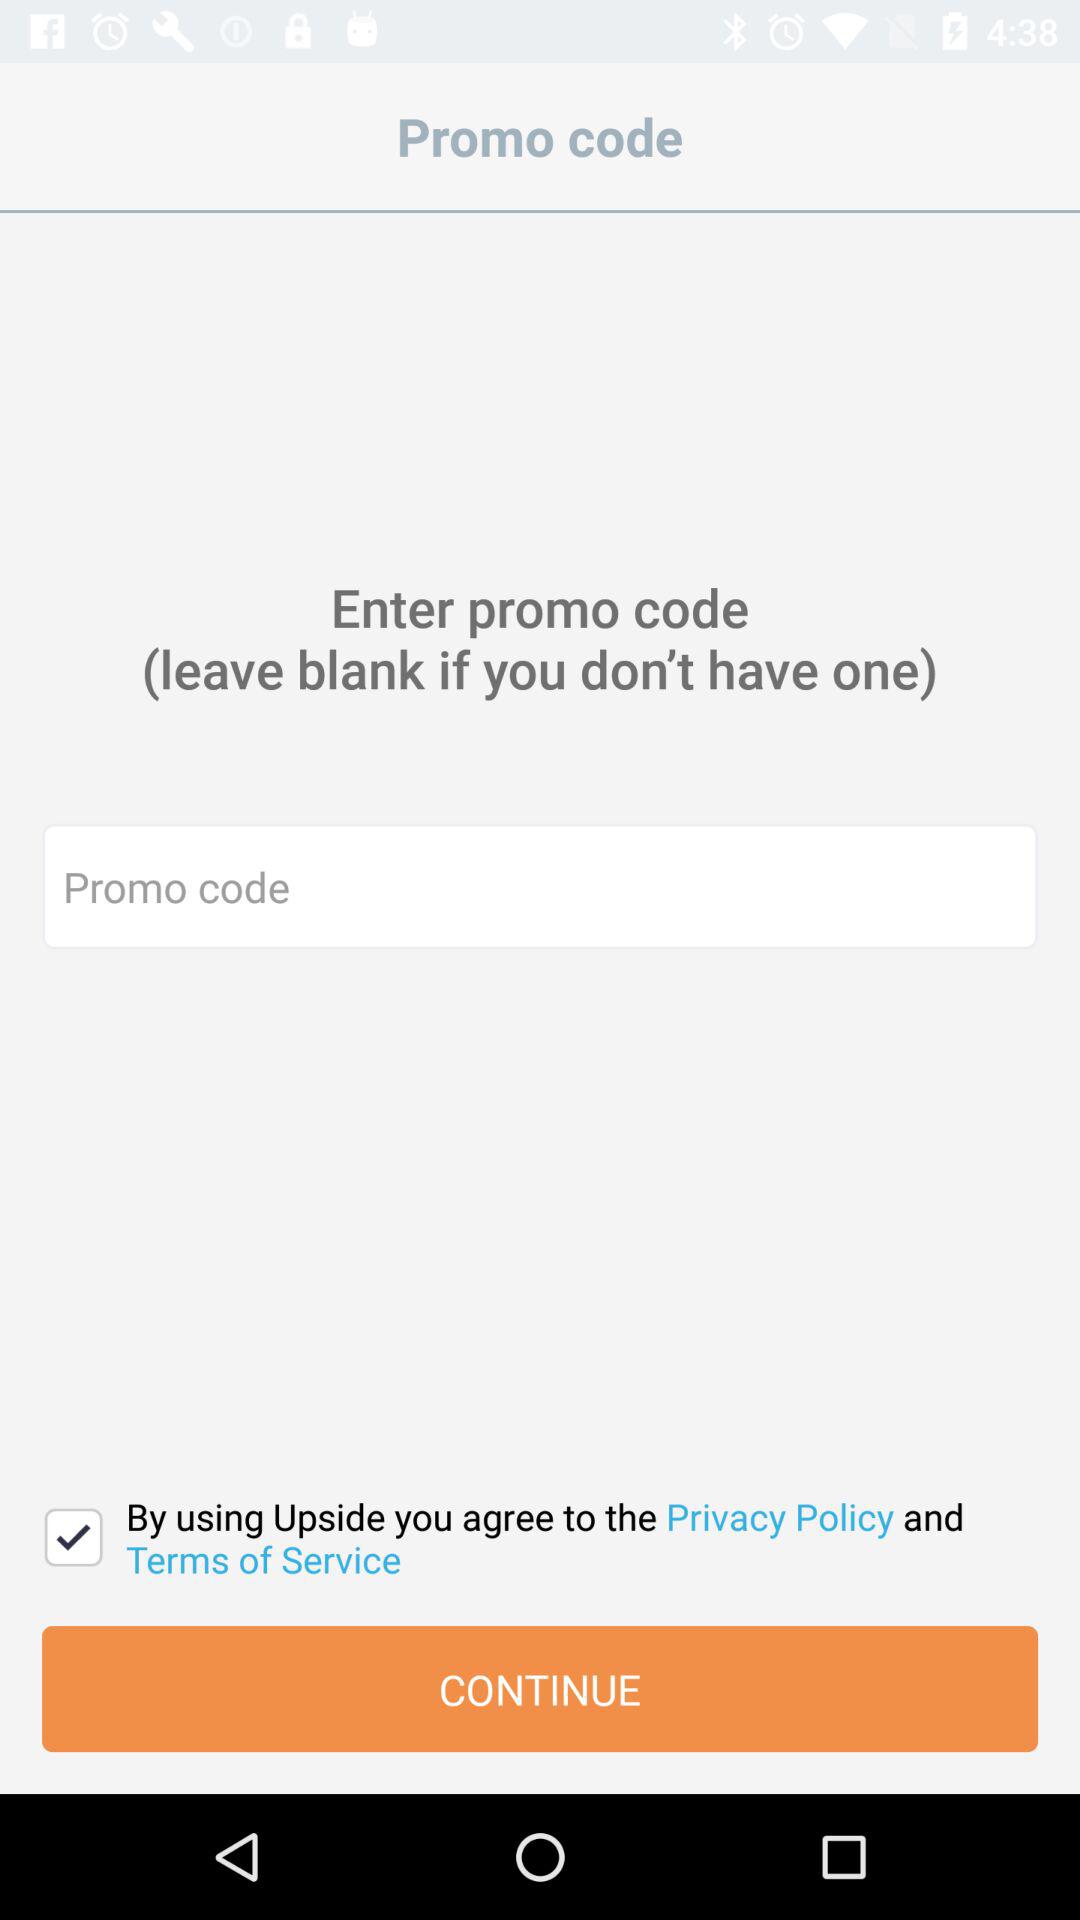 4:38
Promo code
Enter promo code
(leave blank if you don’t have one)
Promo code
By using Upside you agree to the Privacy Policy and
Terms of Service
CONTINUE